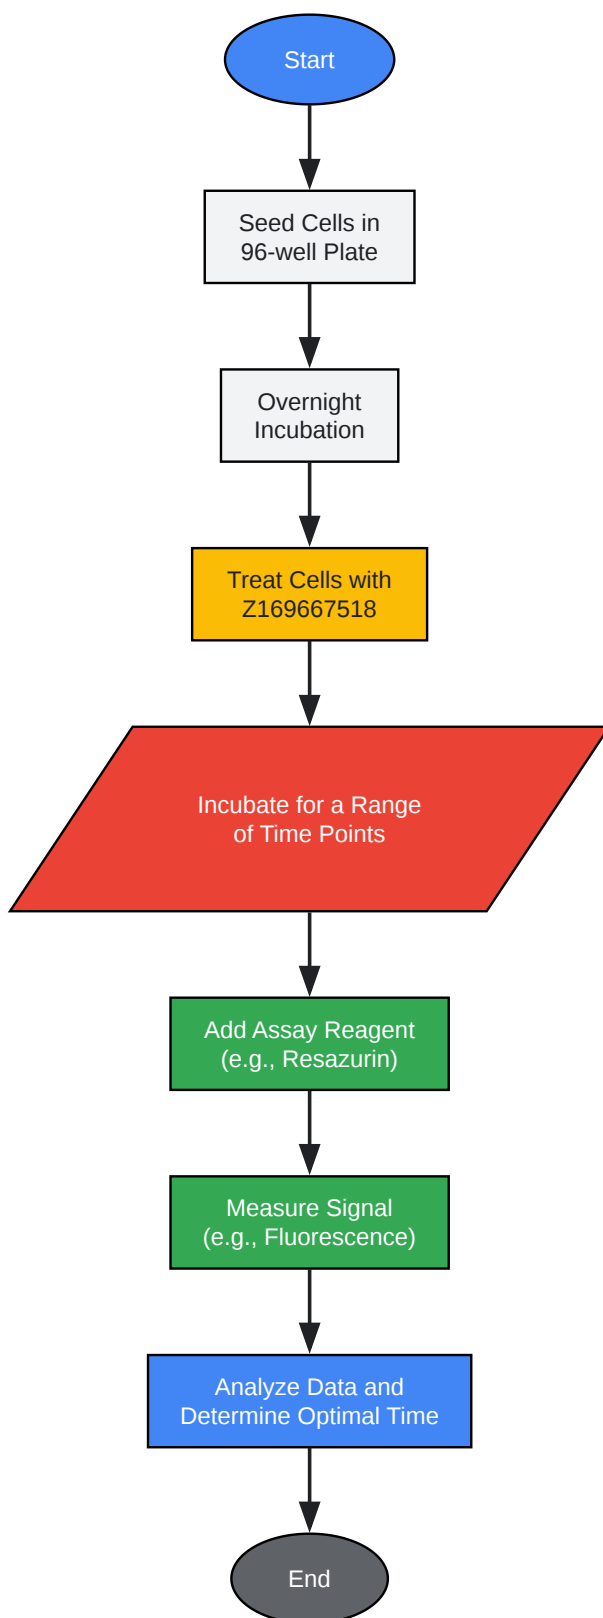 Start
Seed Cells in
96-well Plate
Overnight
Incubation
Treat Cells with
Z169667518
Incubate for a Range
of Time Points
Add Assay Reagent
(e.g., Resazurin)
Measure Signal
(e.g., Fluorescence)
Analyze Data and
Determine Optimal Time
End